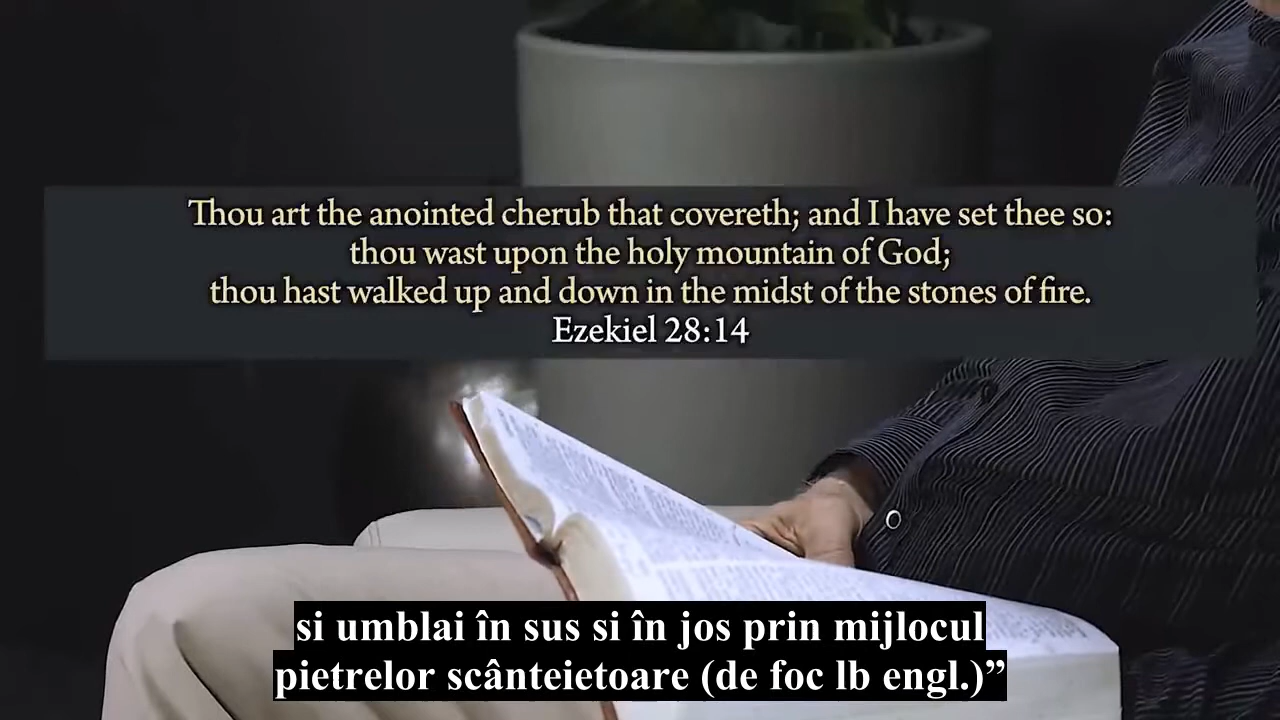 Thou art the anointed cherub that covereth; and I have set thee so:
thou wast upon the holy mountain of God;
thou hast walked up and down in the midst of the stones of fire.
Ezekiel 28:14
si umblai în sus si în jos prin mijlocul
pietrelor scânteietoare (de foc lb engl.)”